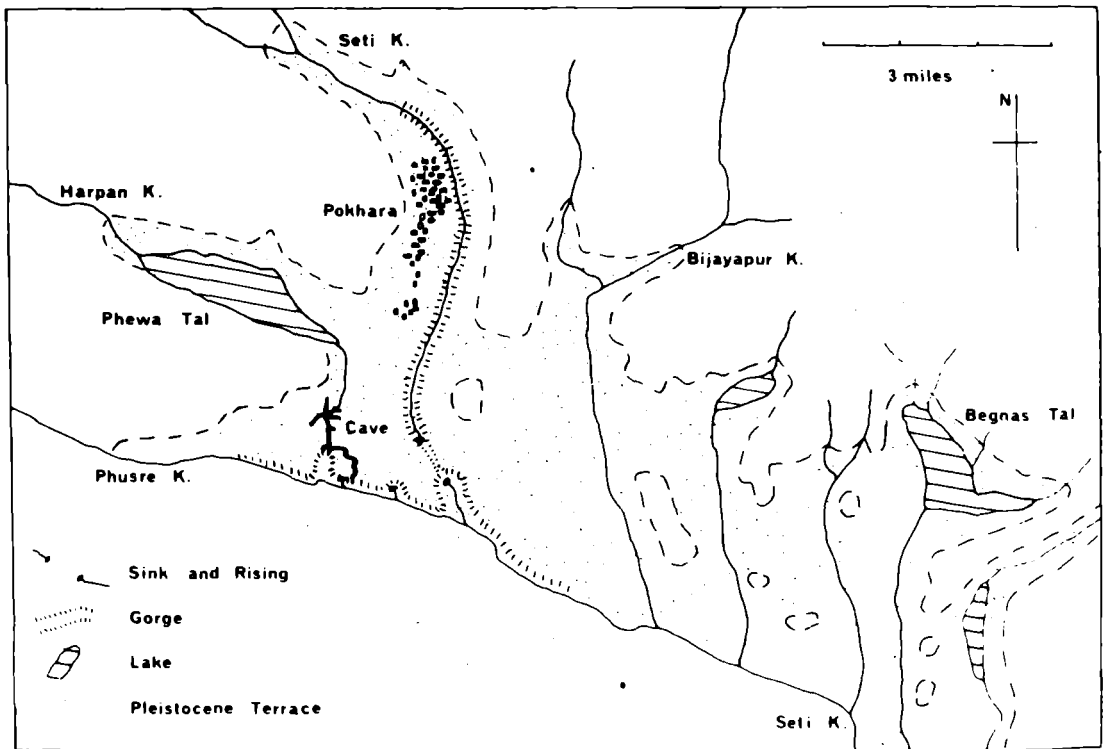 Seti K.
3 miles
N
Harpan K.
Pokhara
Bijayapur K.
Phewa Tal
Begnas Tal
Cave
Phusre K.
Sink and Rising
Gorge
Lake
Pleistocene Terrace
Seti K.